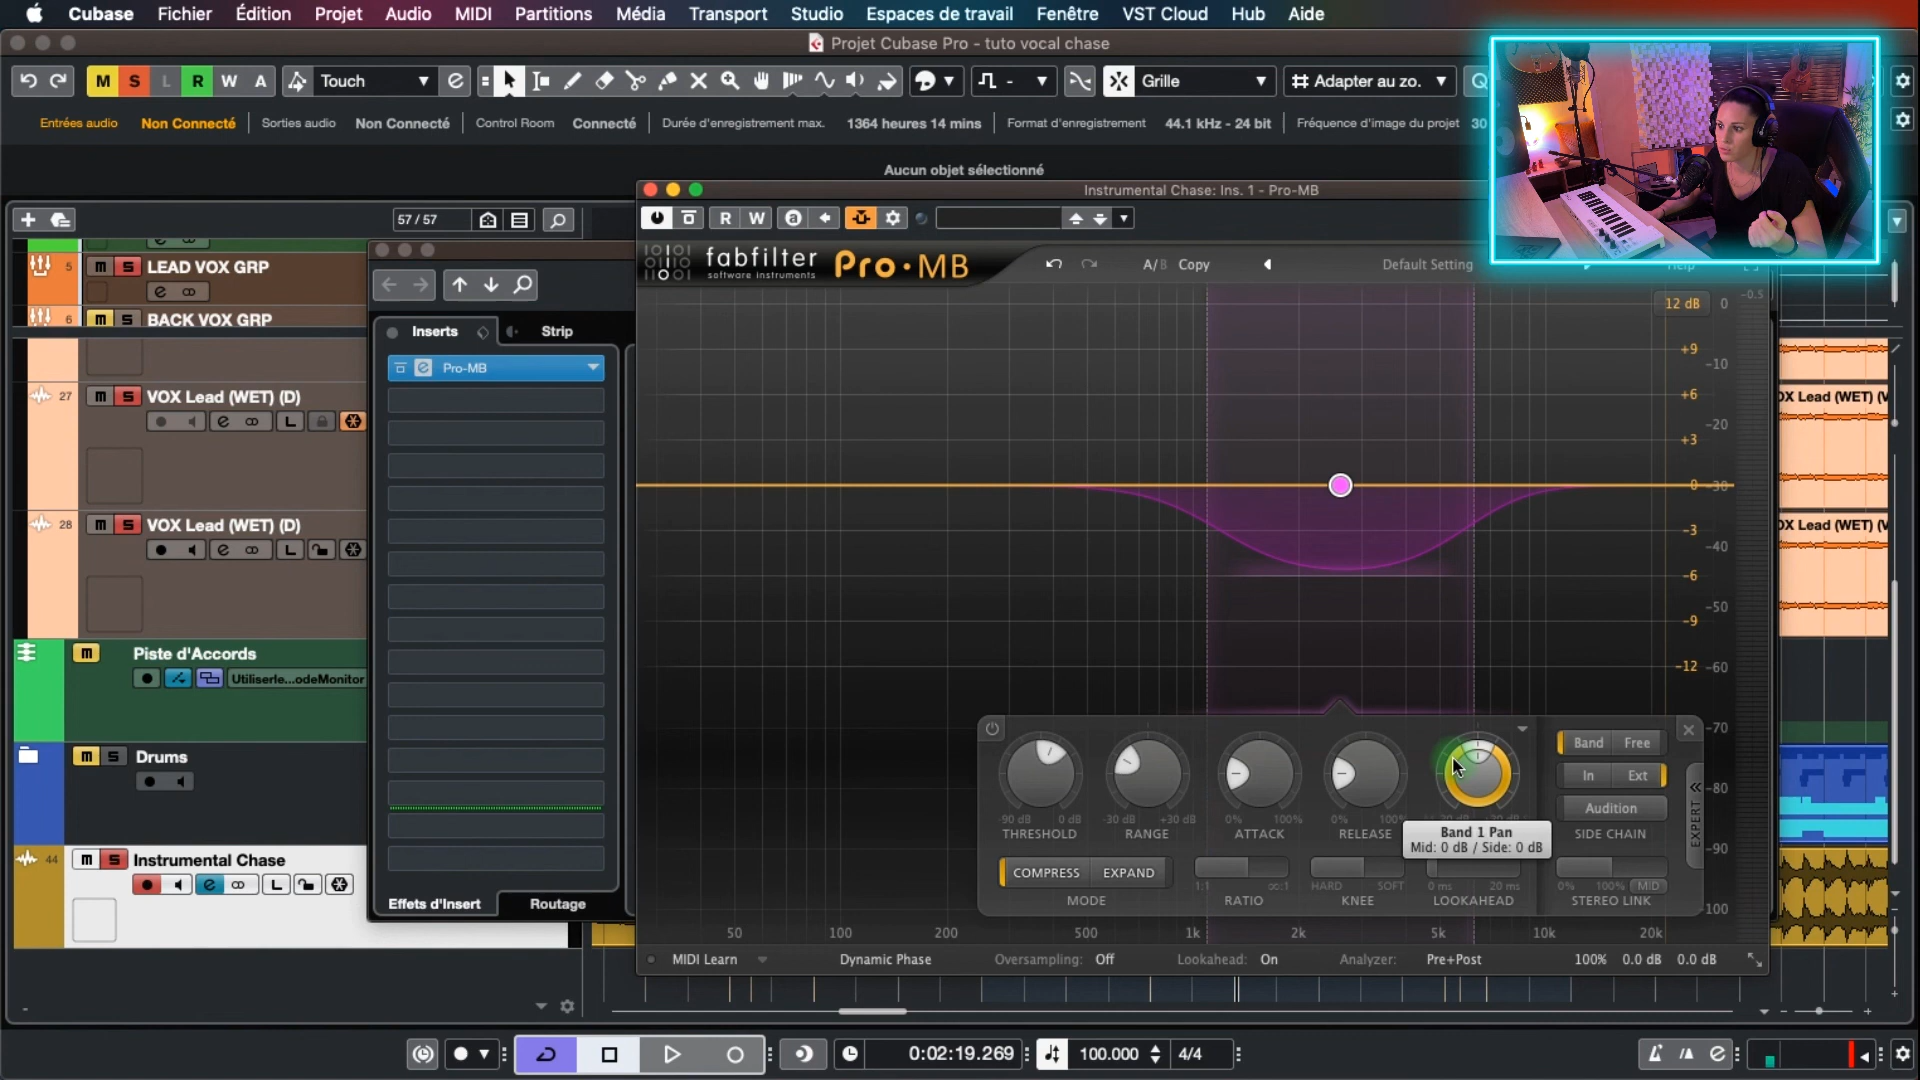 Cubase Fichier Édition Projet Audio MIDI Partitions Média Transport Studio Espaces de travail Fenêtre VST Cloud Hub Aide
Projet Cubase Pro - tuto vocal chase
M S L R W A Touch Grille Adapter au zo.
Entrées audio Non Connecté Sorties audio Non Connecté Control Room Connecté Durée d'enregistrement max. 1364 heures 14 mins Format d'enregistrement 44.1 kHz - 24 bit Fréquence d'image du projet 30
Aucun objet sélectionné
Instrumental Chase: Ins. 1 - Pro-MB
57 / 57
R W
fabfilter Pro·MB
software instruments
A/B Copy Default Setting Help
5 m S LEAD VOX GRP
6 m S BACK VOX GRP
Inserts Strip
Pro-MB
27 m S VOX Lead (WET) (D)
L
28 m S VOX Lead (WET) (D)
L
m Piste d'Accords
Utiliserle...odeMonitor
m S Drums
44 m S Instrumental Chase
L
Effets d'Insert Routage
OX Lead (WET) (V
OX Lead (WET) (V
12 dB 0 -0.5
+9 -10
+6 -20
+3
0 -30
-3 -40
-6
-50
-9
-12 -60
-70
-80
-90
-100
Band Free
In Ext
Audition
SIDE CHAIN
EXPERT
-90 dB 0 dB -30 dB +30 dB 0% 100% 0% 100%
THRESHOLD RANGE ATTACK RELEASE
Band 1 Pan
Mid: 0 dB / Side: 0 dB
COMPRESS EXPAND
1:1 ∞:1 HARD SOFT 0 ms 20 ms 0% 100% MID
MODE RATIO KNEE LOOKAHEAD STEREO LINK
50 100 200 500 1k 2k 5k 10k 20k
MIDI Learn Dynamic Phase Oversampling: Off Lookahead: On Analyzer: Pre+Post 100% 0.0 dB 0.0 dB
0:02:19.269 100.000 4/4